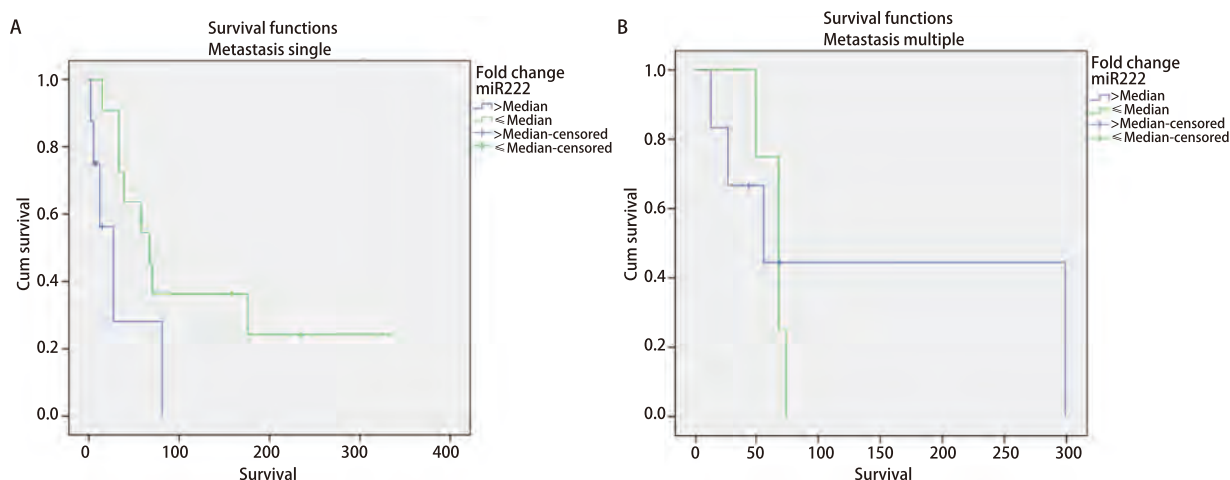 A
Survival functions
Metastasis single
1.0
0.8
0.6
0.4
0.2
0.0
Cum survival
0 100 200 300 400
Survival
Fold change
miR222
>Median
≤ Median
>Median-censored
≤ Median-censored
B
Survival functions
Metastasis multiple
1.0
0.8
0.6
0.4
0.2
0.0
Cum survival
0 50 100 150 200 250 300
Survival
Fold change
miR222
>Median
≤ Median
>Median-censored
≤ Median-censored